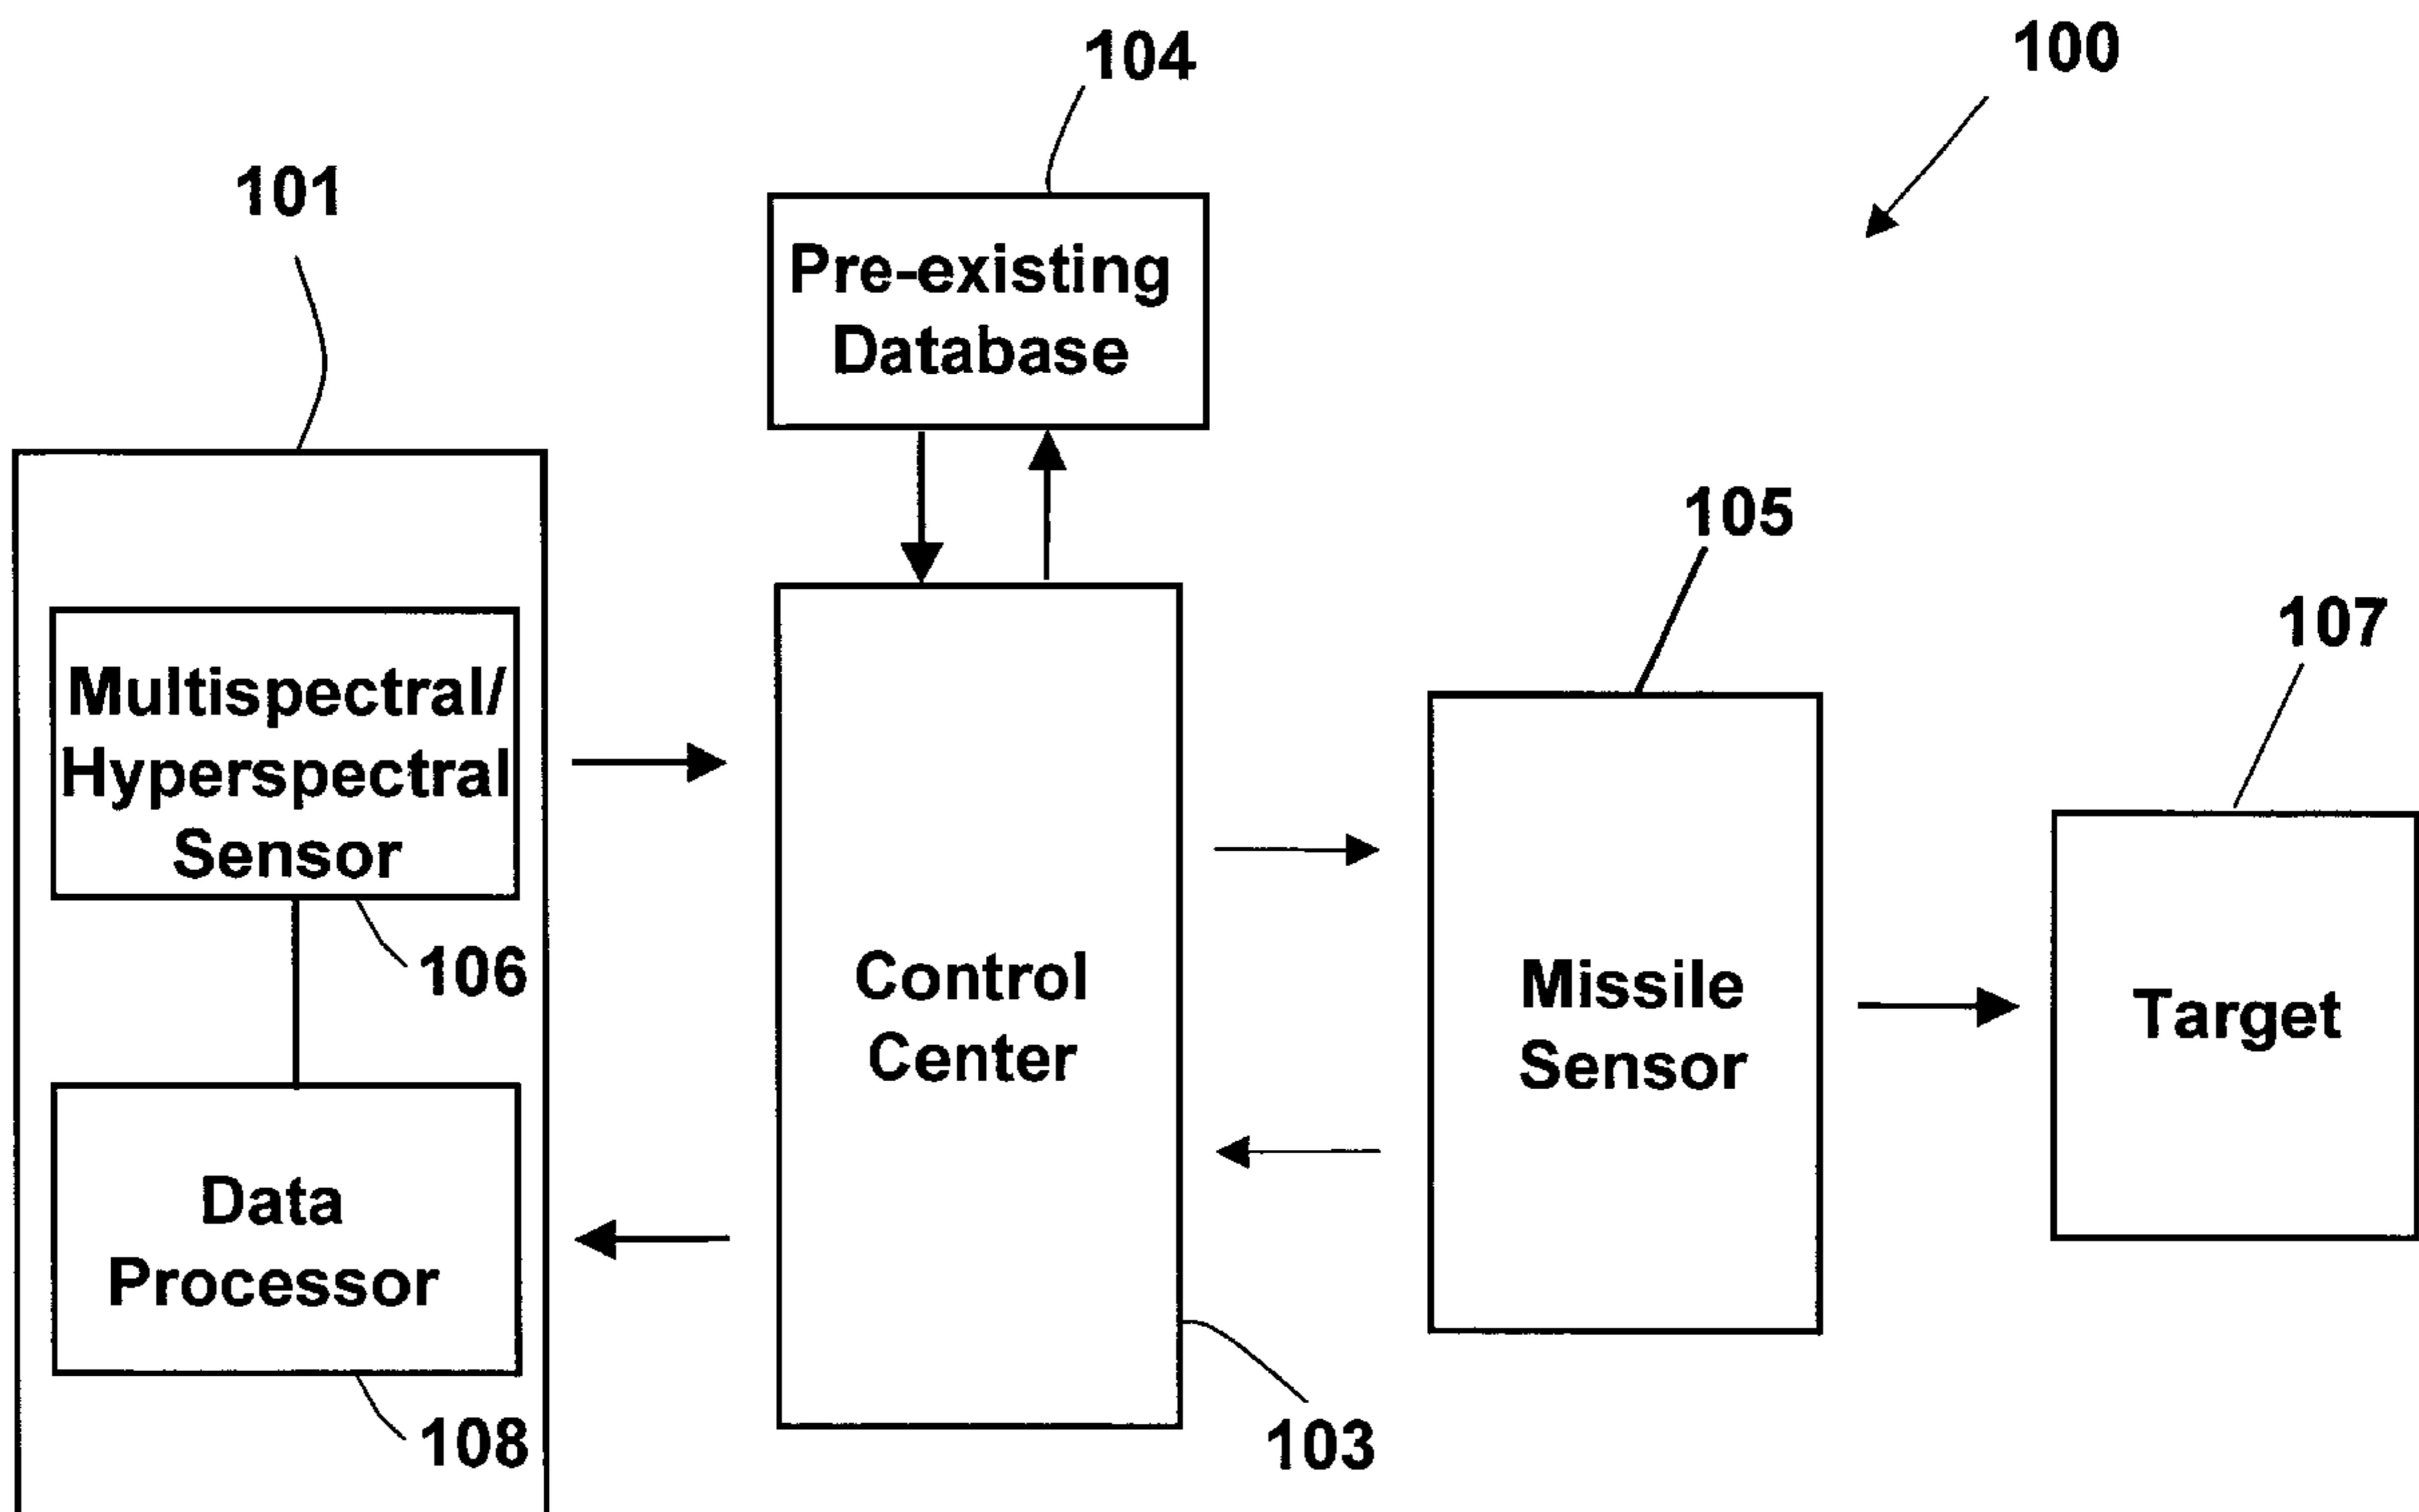 100
104
101
Pre-existing
Database
105
107
Multispectral/
Hyperspectral
Sensor
106
Control
Center
Missile
Sensor
Target
Data
Processor
108
103